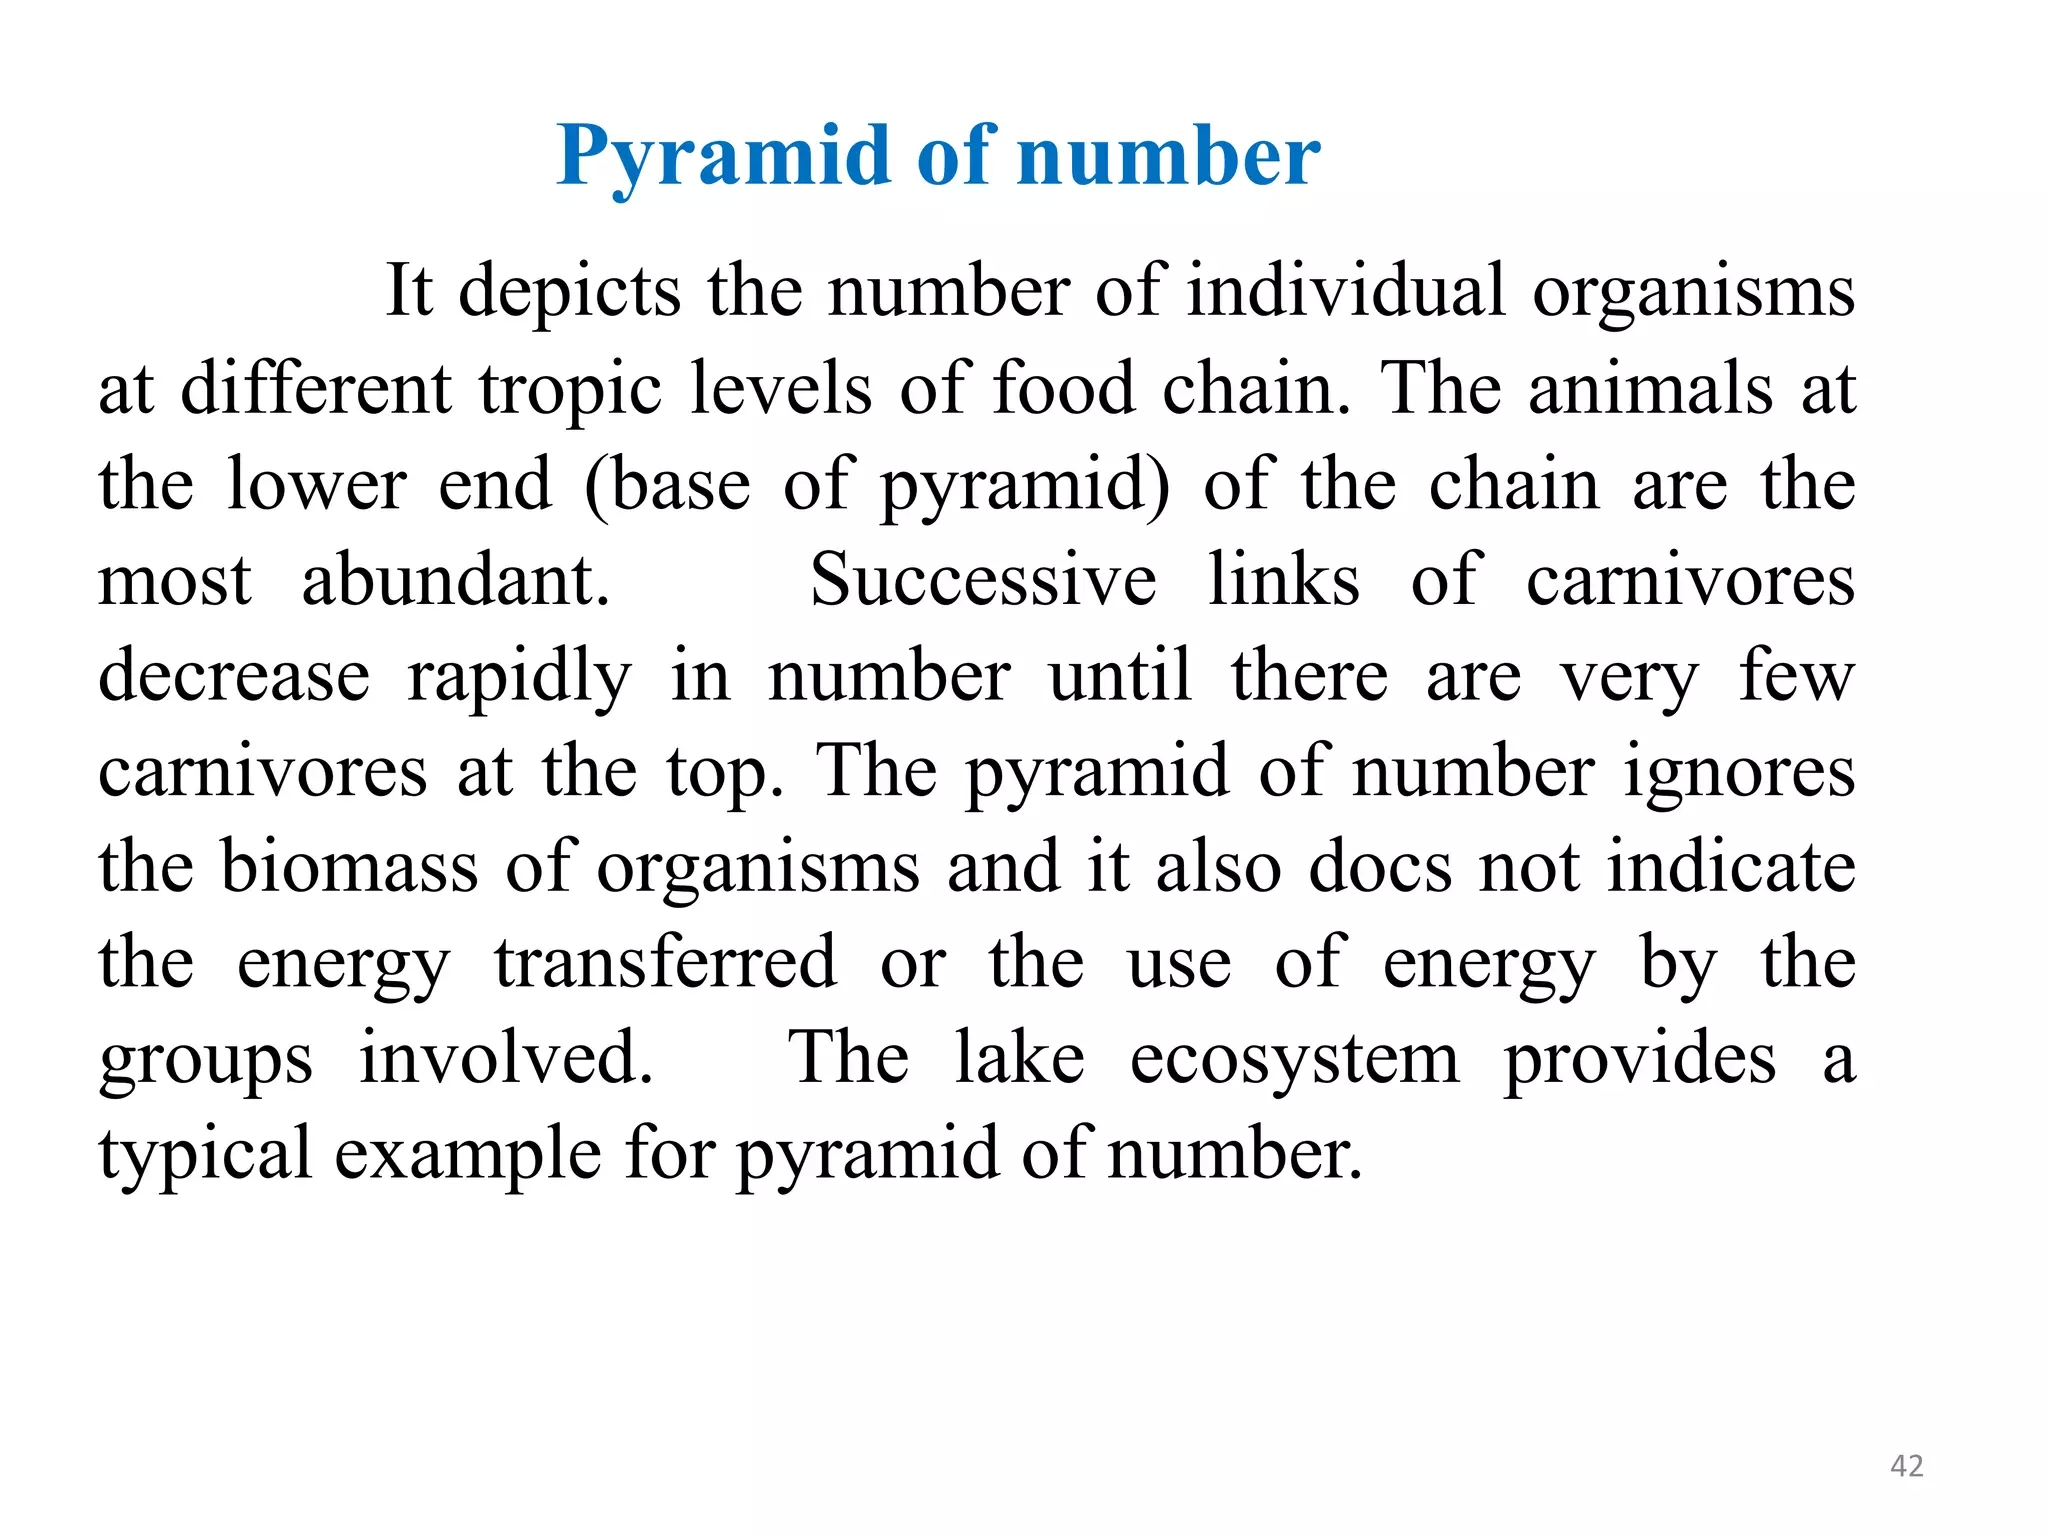 Pyramid of number
It depicts the number of individual organisms
at different tropic levels of food chain. The animals at
the lower end (base of pyramid) of the chain are the
most abundant. Successive links of carnivores
decrease rapidly in number until there are very few
carnivores at the top. The pyramid of number ignores
the biomass of organisms and it also docs not indicate
the energy transferred or the use of energy by the
groups involved. The lake ecosystem provides a
typical example for pyramid of number.
42